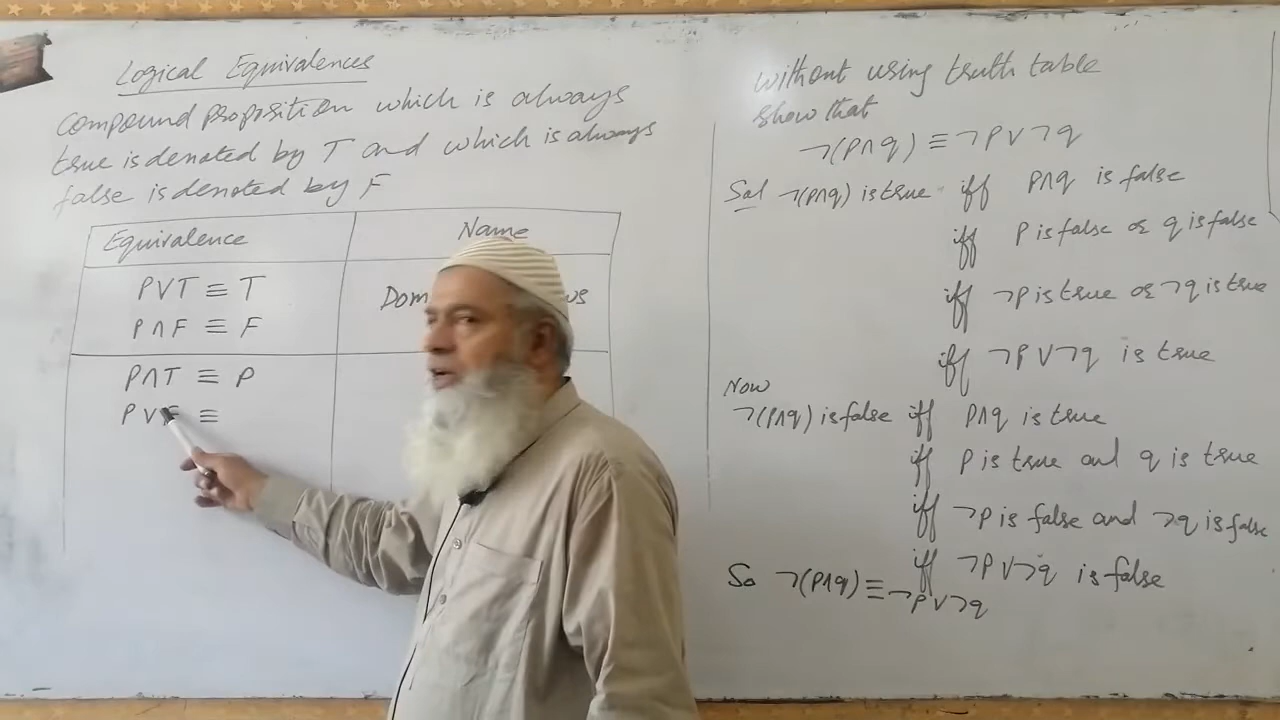 Logical Equivalences
Compound proposition which is always
true is denoted by T and which is always
false is denoted by F
Equivalence Name
P∨T ≡ T
P∧F ≡ F
P∧T ≡ P
P∨F ≡
without using truth table
show that
¬(P∧q) ≡ ¬P∨¬q
Sol ¬(P∧q) is true iff P∧q is false
iff P is false or q is false
iff ¬P is true or ¬q is true
iff ¬P∨¬q is true
Now
¬(P∧q) is false iff P∧q is true
iff P is true and q is true
iff ¬P is false and ¬q is false
iff ¬P∨¬q is false
So ¬(P∧q) ≡ ¬P∨¬q